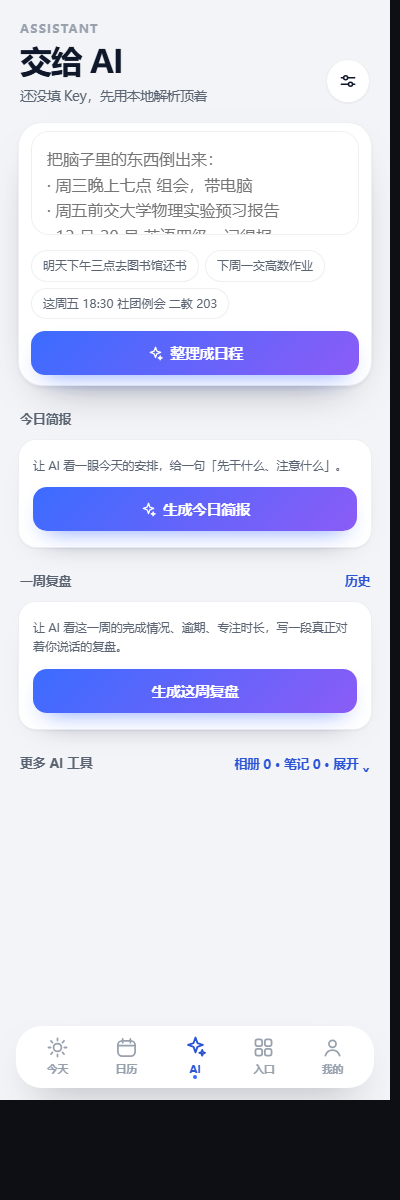 ASSISTANT
交给 AI
还没填 Key，先用本地解析顶着
把脑子里的东西倒出来：
· 周三晚上七点 组会，带电脑
· 周五前交大学物理实验预习报告
明天下午三点去图书馆还书
下周一交高数作业
这周五 18:30 社团例会 二教 203
整理成日程
今日简报
让 AI 看一眼今天的安排，给一句「先干什么、注意什么」。
生成今日简报
一周复盘
历史
让 AI 看这一周的完成情况、逾期、专注时长，写一段真正对
着你说话的复盘。
生成这周复盘
更多 AI 工具
相册 0 • 笔记 0 • 展开
今天
日历
AI
入口
我的